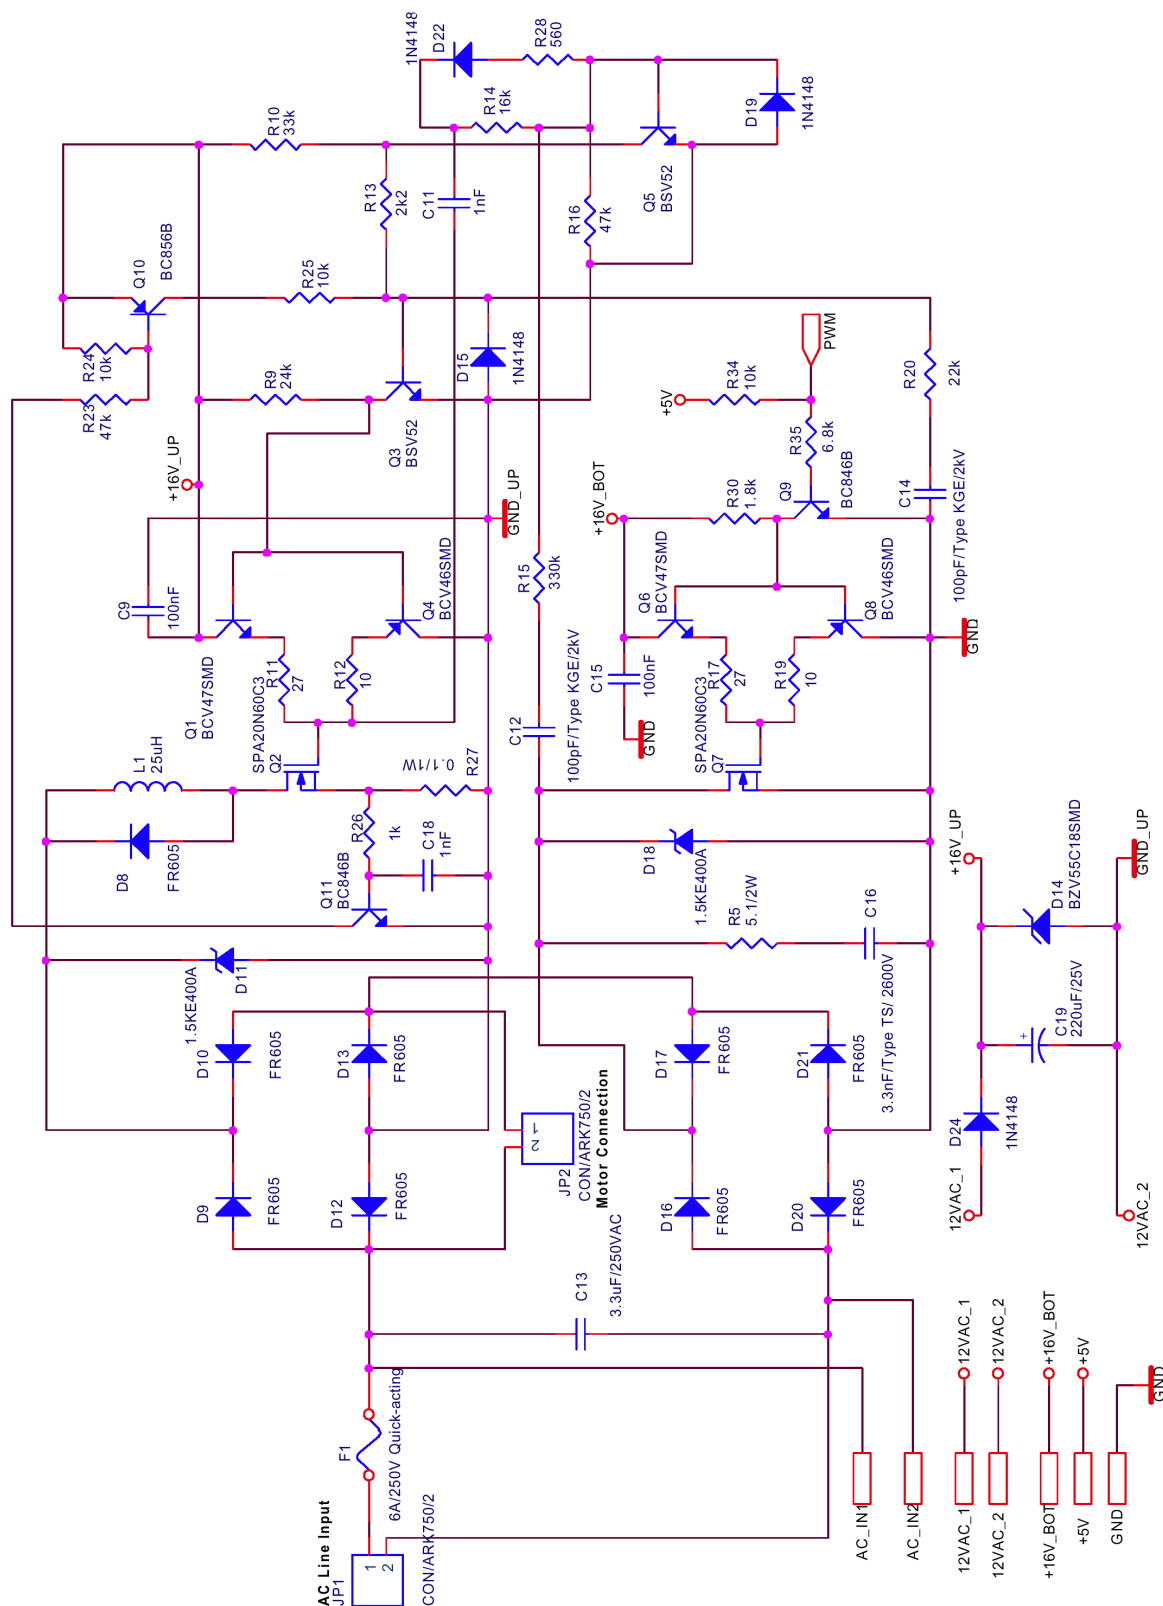 1N4148
D22
R28
560
R14
16k
D19
1N4148
R10
33k
R13
2k2
C11
1nF
R16
47k
Q5
BSV52
Q10
BC856B
R25
10k
R24
10k
R23
47k
R9
24k
D15
1N4148
Q3
BSV52
+16V_UP
GND_UP
PWM
R34
10k
+5V
R35
6.8k
R20
22k
+16V_BOT
R30
1.8k
Q9
BC846B
C14
100pF/Type KGE/2kV
C9
100nF
Q1
BCV47SMD
R11
27
R12
10
Q4
BCV46SMD
R15
330k
Q6
BCV47SMD
Q8
BCV46SMD
GND
C15
100nF
GND
R17
27
R19
10
C12
100pF/Type KGE/2kV
SPA20N60C3
Q2
SPA20N60C3
Q7
L1
25uH
0.1/1W
R27
D8
FR605
R26
1k
C18
1nF
Q11
BC846B
D18
1.5KE400A
R5
5.1/2W
C16
3.3nF/Type TS/ 2600V
D11
1.5KE400A
D10
FR605
D13
FR605
D17
FR605
D21
FR605
D9
FR605
D12
FR605
D16
FR605
D20
FR605
1
2
JP2
CON/ARK750/2
Motor Connection
C13
3.3uF/250VAC
+16V_UP
GND_UP
D14
BZV55C18SMD
C19
220uF/25V
+
D24
1N4148
12VAC_1
12VAC_2
F1
6A/250V Quick-acting
AC Line Input
JP1
1
2
CON/ARK750/2
AC_IN1
AC_IN2
12VAC_1
12VAC_1
12VAC_2
12VAC_2
+16V_BOT
+16V_BOT
+5V
+5V
GND
GND